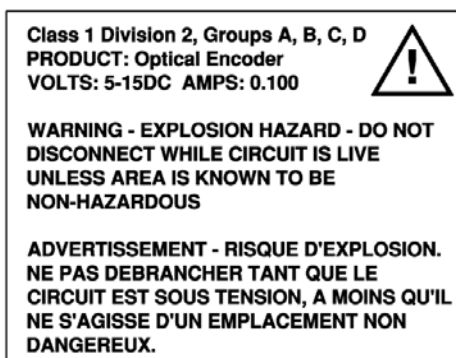 Class 1 Division 2, Groups A, B, C, D
PRODUCT: Optical Encoder
VOLTS: 5-15DC AMPS: 0.100
WARNING - EXPLOSION HAZARD - DO NOT
DISCONNECT WHILE CIRCUIT IS LIVE
UNLESS AREA IS KNOWN TO BE
NON-HAZARDOUS
ADVERTISSEMENT - RISQUE D'EXPLOSION.
NE PAS DEBRANCHER TANT QUE LE
CIRCUIT EST SOUS TENSION, A MOINS QU'IL
NE S'AGISSE D'UN EMPLACEMENT NON
DANGEREUX.